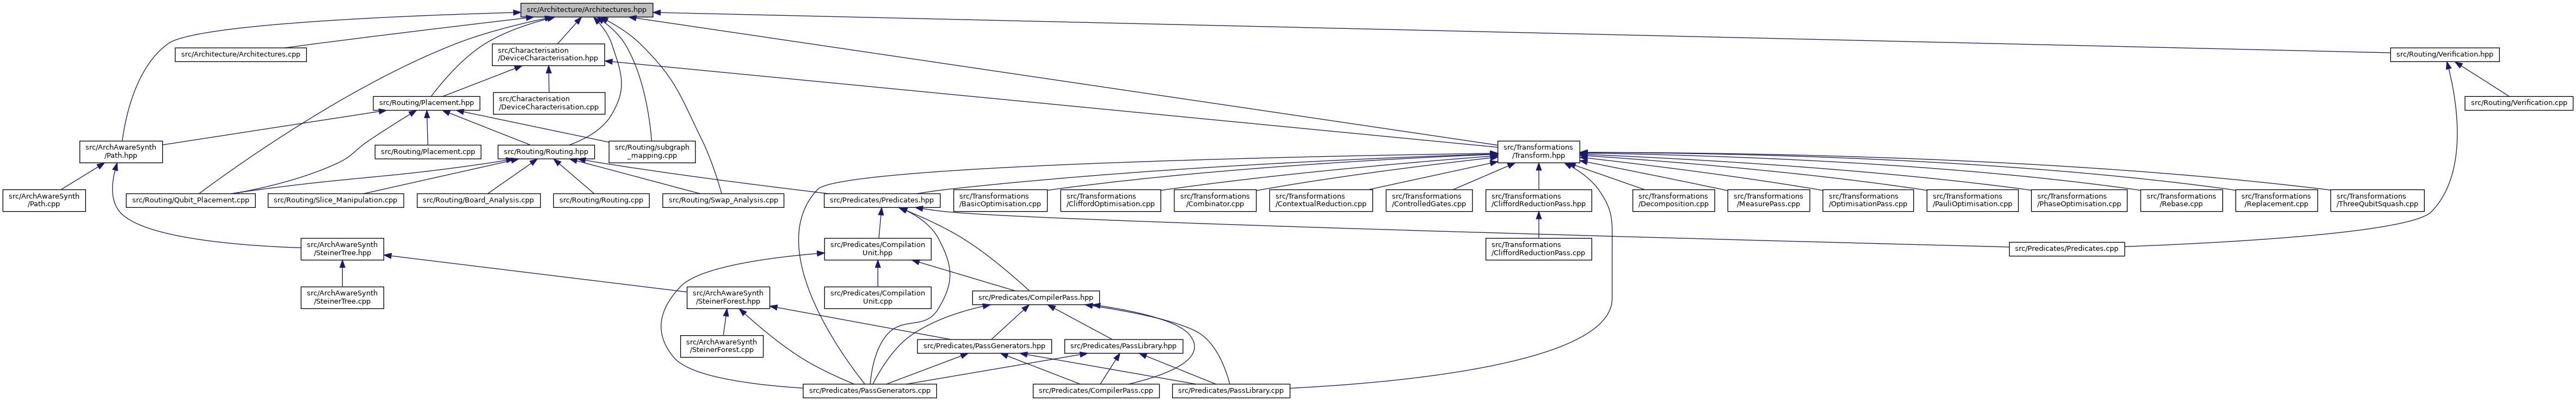 src/Architecture/Architectures.hpp
src/Architecture/Architectures.cpp
src/Characterisation
/DeviceCharacterisation.hpp
src/Routing/Verification.hpp
src/Routing/Placement.hpp
src/Characterisation
/DeviceCharacterisation.cpp
src/Routing/Verification.cpp
src/ArchAwareSynth
/Path.hpp
src/Routing/Placement.cpp
src/Routing/Routing.hpp
src/Routing/subgraph
_mapping.cpp
src/Transformations
/Transform.hpp
src/ArchAwareSynth
/Path.cpp
src/Routing/Qubit_Placement.cpp
src/Routing/Slice_Manipulation.cpp
src/Routing/Board_Analysis.cpp
src/Routing/Routing.cpp
src/Routing/Swap_Analysis.cpp
src/Predicates/Predicates.hpp
src/Transformations
/BasicOptimisation.cpp
src/Transformations
/CliffordOptimisation.cpp
src/Transformations
/Combinator.cpp
src/Transformations
/ContextualReduction.cpp
src/Transformations
/ControlledGates.cpp
src/Transformations
/CliffordReductionPass.hpp
src/Transformations
/Decomposition.cpp
src/Transformations
/MeasurePass.cpp
src/Transformations
/OptimisationPass.cpp
src/Transformations
/PauliOptimisation.cpp
src/Transformations
/PhaseOptimisation.cpp
src/Transformations
/Rebase.cpp
src/Transformations
/Replacement.cpp
src/Transformations
/ThreeQubitSquash.cpp
src/ArchAwareSynth
/SteinerTree.hpp
src/Predicates/Compilation
Unit.hpp
src/Transformations
/CliffordReductionPass.cpp
src/Predicates/Predicates.cpp
src/ArchAwareSynth
/SteinerTree.cpp
src/ArchAwareSynth
/SteinerForest.hpp
src/Predicates/Compilation
Unit.cpp
src/Predicates/CompilerPass.hpp
src/ArchAwareSynth
/SteinerForest.cpp
src/Predicates/PassGenerators.hpp
src/Predicates/PassLibrary.hpp
src/Predicates/PassGenerators.cpp
src/Predicates/CompilerPass.cpp
src/Predicates/PassLibrary.cpp